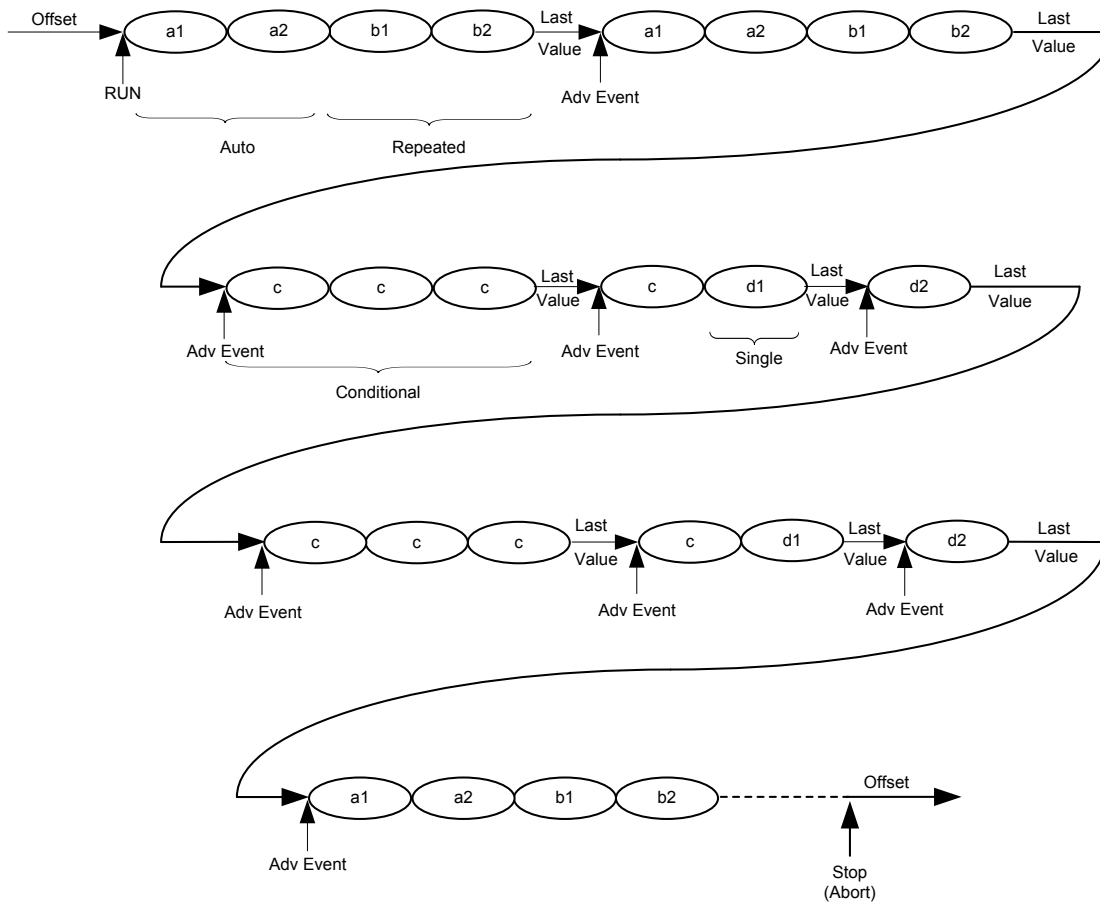 Offset
a1
a2
b1
b2
Last
Value
a1
a2
b1
b2
Last
Value
RUN
Adv Event
Auto
Repeated
c
c
c
Last
Value
c
d1
Last
Value
d2
Last
Value
Adv Event
Adv Event
Single
Adv Event
Conditional
c
c
c
Last
Value
c
d1
Last
Value
d2
Last
Value
Adv Event
Adv Event
Adv Event
a1
a2
b1
b2
Offset
Adv Event
Stop
(Abort)